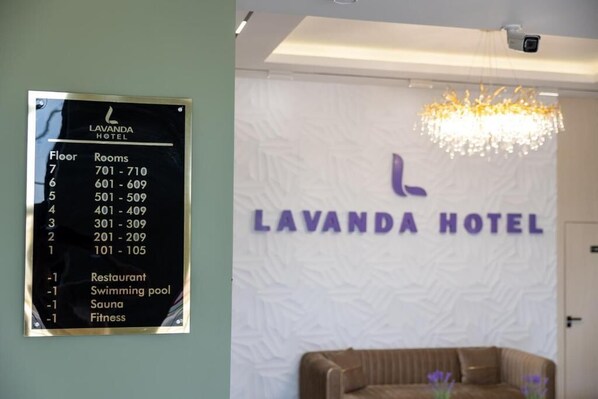 LAVANDA
HOTEL
Floor Rooms
7 701 - 710
6 601 - 609
5 501 - 509
4 401 - 409
3 301 - 309
2 201 - 209
1 101 - 105
-1 Restaurant
-1 Swimming pool
-1 Sauna
-1 Fitness
LAVANDA HOTEL